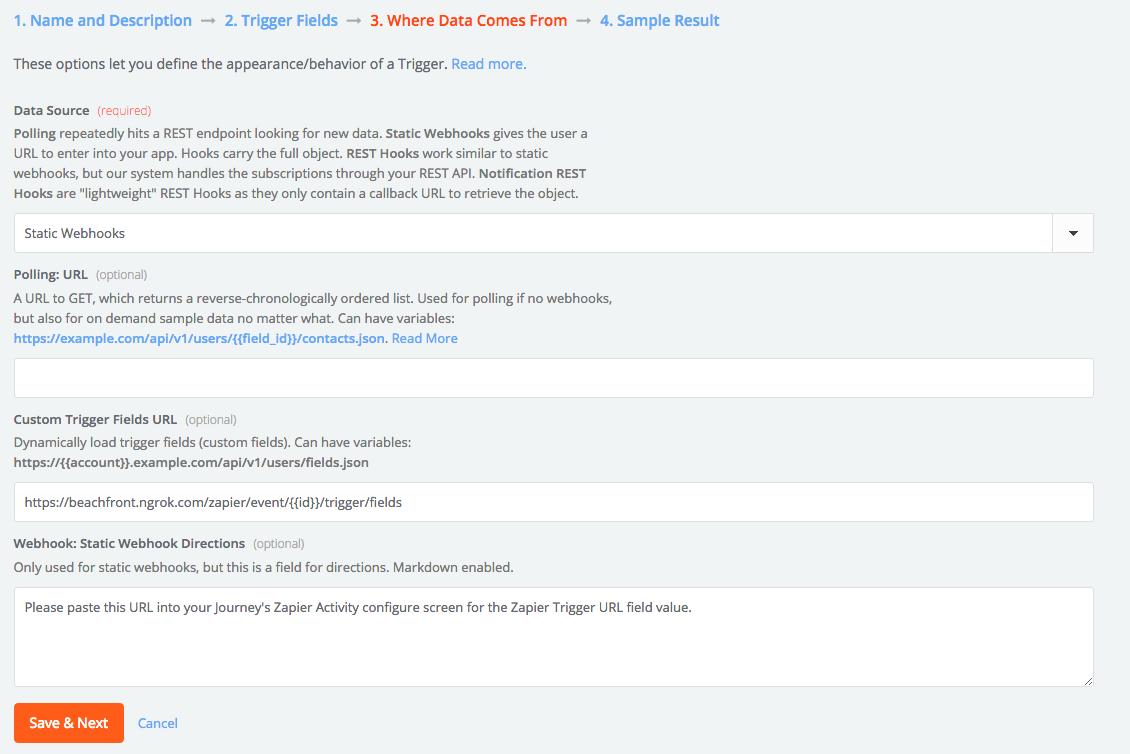 1. Name and Description → 2. Trigger Fields → 3. Where Data Comes From → 4. Sample Result
These options let you define the appearance/behavior of a Trigger. Read more.
Data Source (required)
Polling repeatedly hits a REST endpoint looking for new data. Static Webhooks gives the user a
URL to enter into your app. Hooks carry the full object. REST Hooks work similar to static
webhooks, but our system handles the subscriptions through your REST API. Notification REST
Hooks are "lightweight" REST Hooks as they only contain a callback URL to retrieve the object.
Static Webhooks
Polling: URL (optional)
A URL to GET, which returns a reverse-chronologically ordered list. Used for polling if no webhooks,
but also for on demand sample data no matter what. Can have variables:
https://example.com/api/v1/users/{{field_id}}/contacts.json. Read More
Custom Trigger Fields URL (optional)
Dynamically load trigger fields (custom fields). Can have variables:
https://{{account}}.example.com/api/v1/users/fields.json
https://beachfront.ngrok.com/zapier/event/{{id}}/trigger/fields
Webhook: Static Webhook Directions (optional)
Only used for static webhooks, but this is a field for directions. Markdown enabled.
Please paste this URL into your Journey's Zapier Activity configure screen for the Zapier Trigger URL field value.
Save & Next Cancel